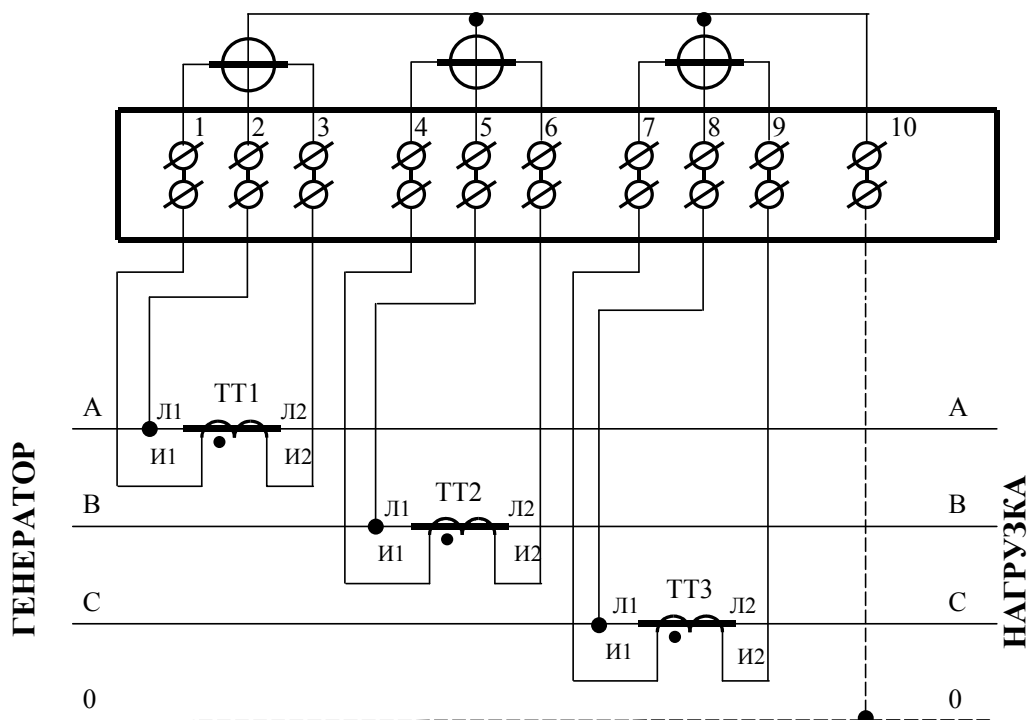 1 2 3 4 5 6 7 8 9 10
ТТ1
А Л1 Л2 А
И1 И2
ТТ2
В Л1 Л2 В
И1 И2
ТТ3
С Л1 Л2 С
И1 И2
0 0
ГЕНЕРАТОР
НАГРУЗКА